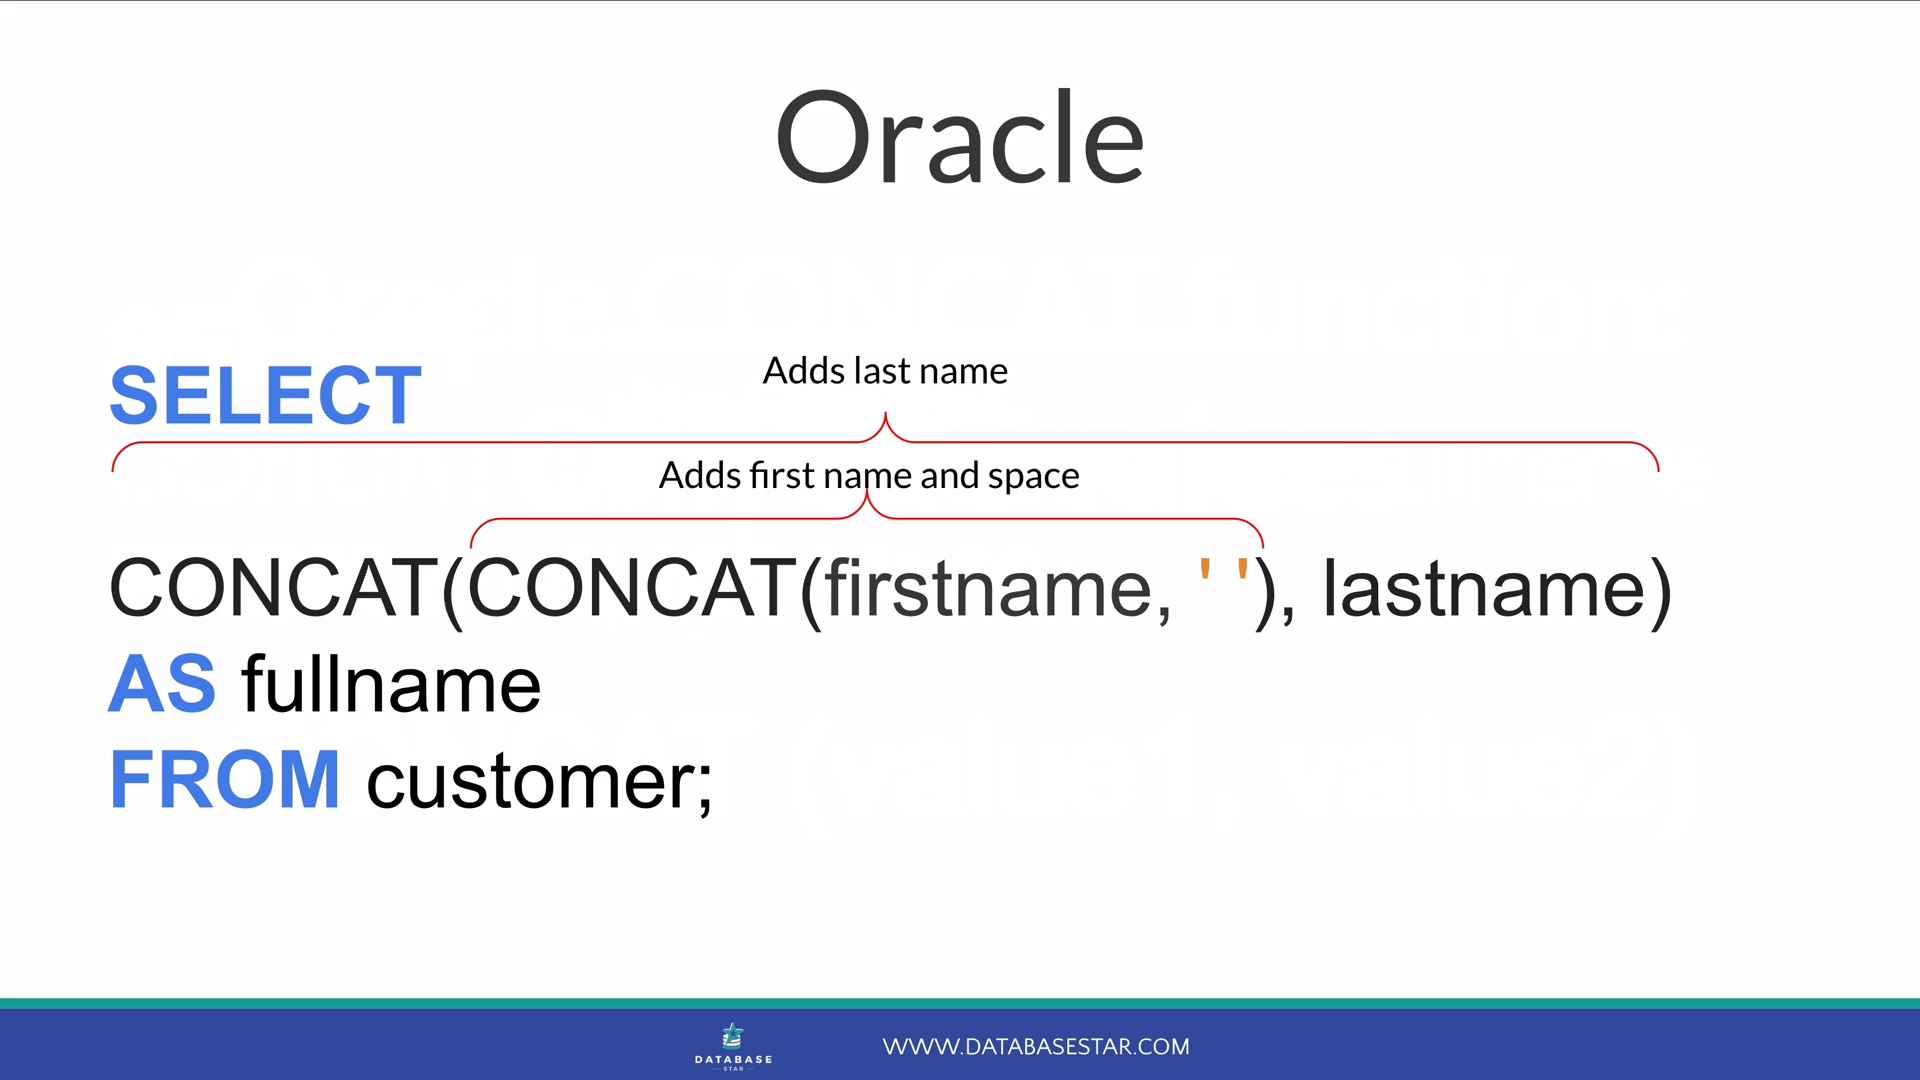 Oracle
SELECT
Adds last name
Adds first name and space
CONCAT(CONCAT(firstname, ' '), lastname)
AS fullname
FROM customer;
DATABASE
STAR
WWW.DATABASESTAR.COM